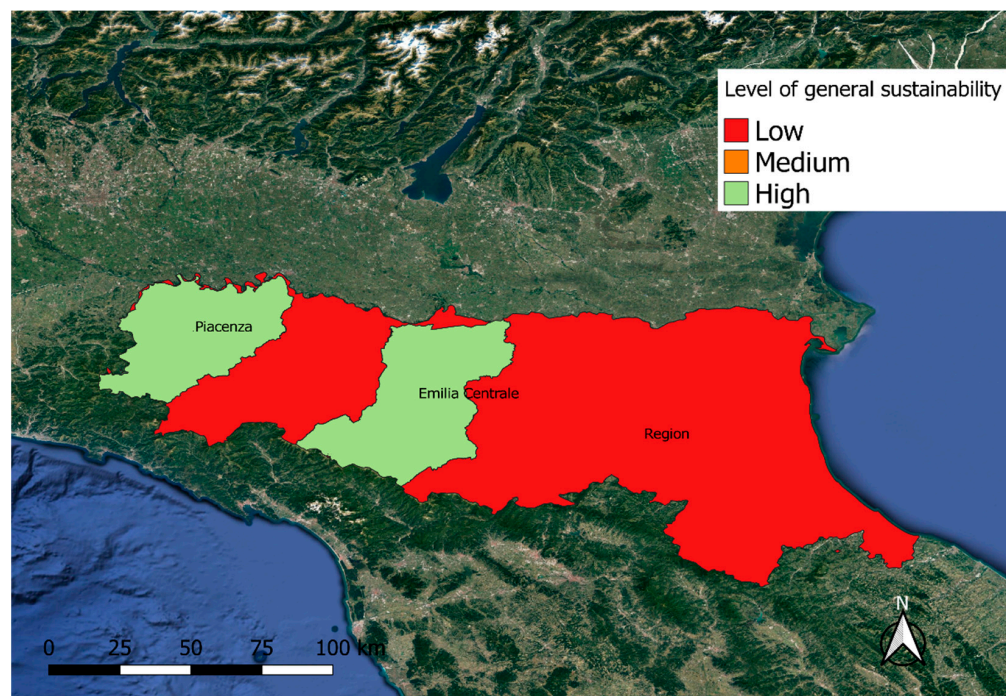 Level of general sustainability
Low
Medium
High
Piacenza
Emilia Centrale
Region
N
0 25 50 75 100 km